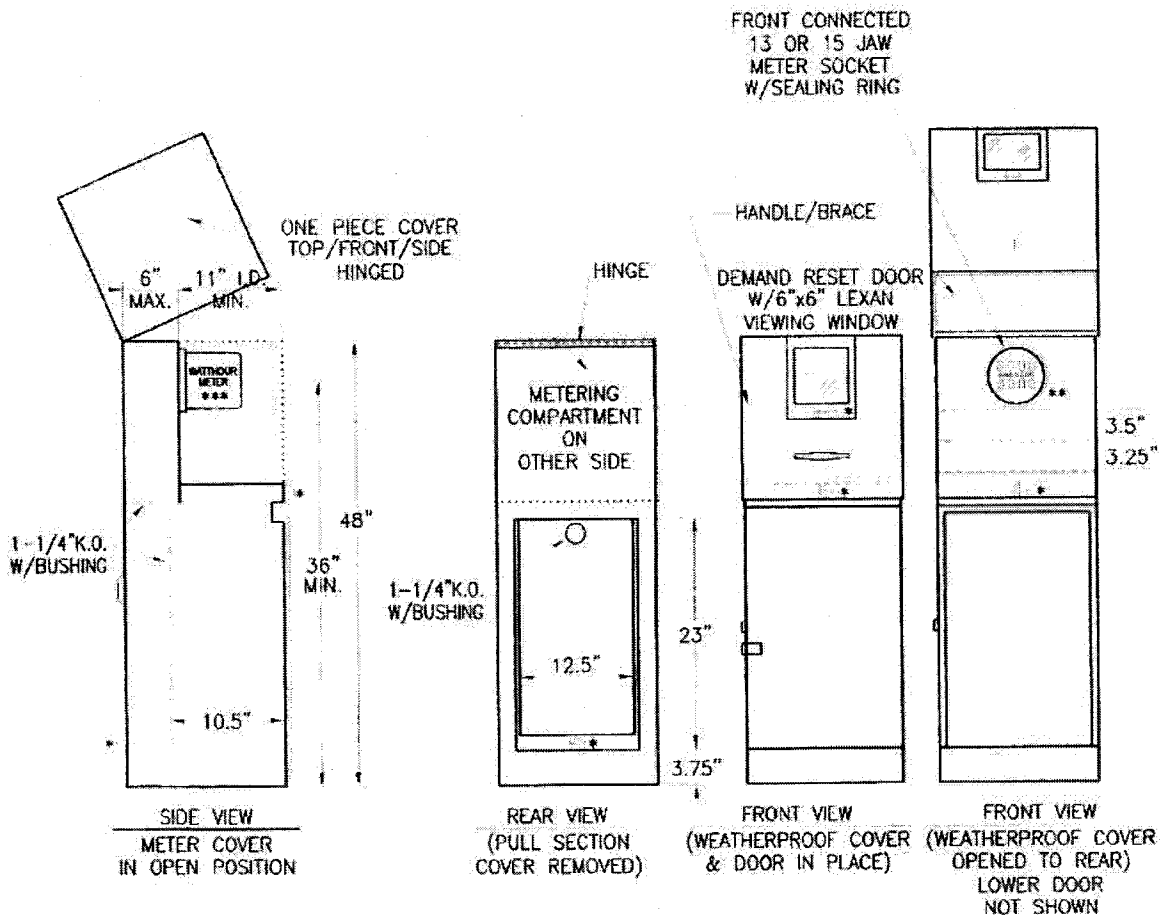 FRONT CONNECTED
13 OR 15 JAW
METER SOCKET
W/SEALING RING
HANDLE/BRACE
ONE PIECE COVER
TOP/FRONT/SIDE
HINGED
6"
MAX.
11" I.D.
MIN.
HINGE
DEMAND RESET DOOR
W/6"x6" LEXAN
VIEWING WINDOW
WATTHOUR
METER
***
METERING
COMPARTMENT
ON
OTHER SIDE
*
**
3.5"
3.25"
*
*
*
48"
36"
MIN.
1-1/4"K.O.
W/BUSHING
1-1/4"K.O.
W/BUSHING
23"
12.5"
10.5"
*
*
3.75"
SIDE VIEW
METER COVER
IN OPEN POSITION
REAR VIEW
(PULL SECTION
COVER REMOVED)
FRONT VIEW
(WEATHERPROOF COVER
& DOOR IN PLACE)
FRONT VIEW
(WEATHERPROOF COVER
OPENED TO REAR)
LOWER DOOR
NOT SHOWN